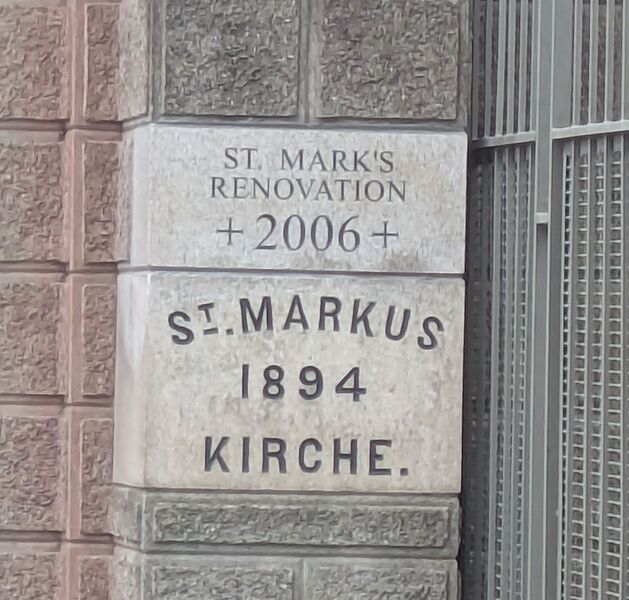 ST. MARK'S
RENOVATION
+2006+
ST. MARKUS
1894
KIRCHE.